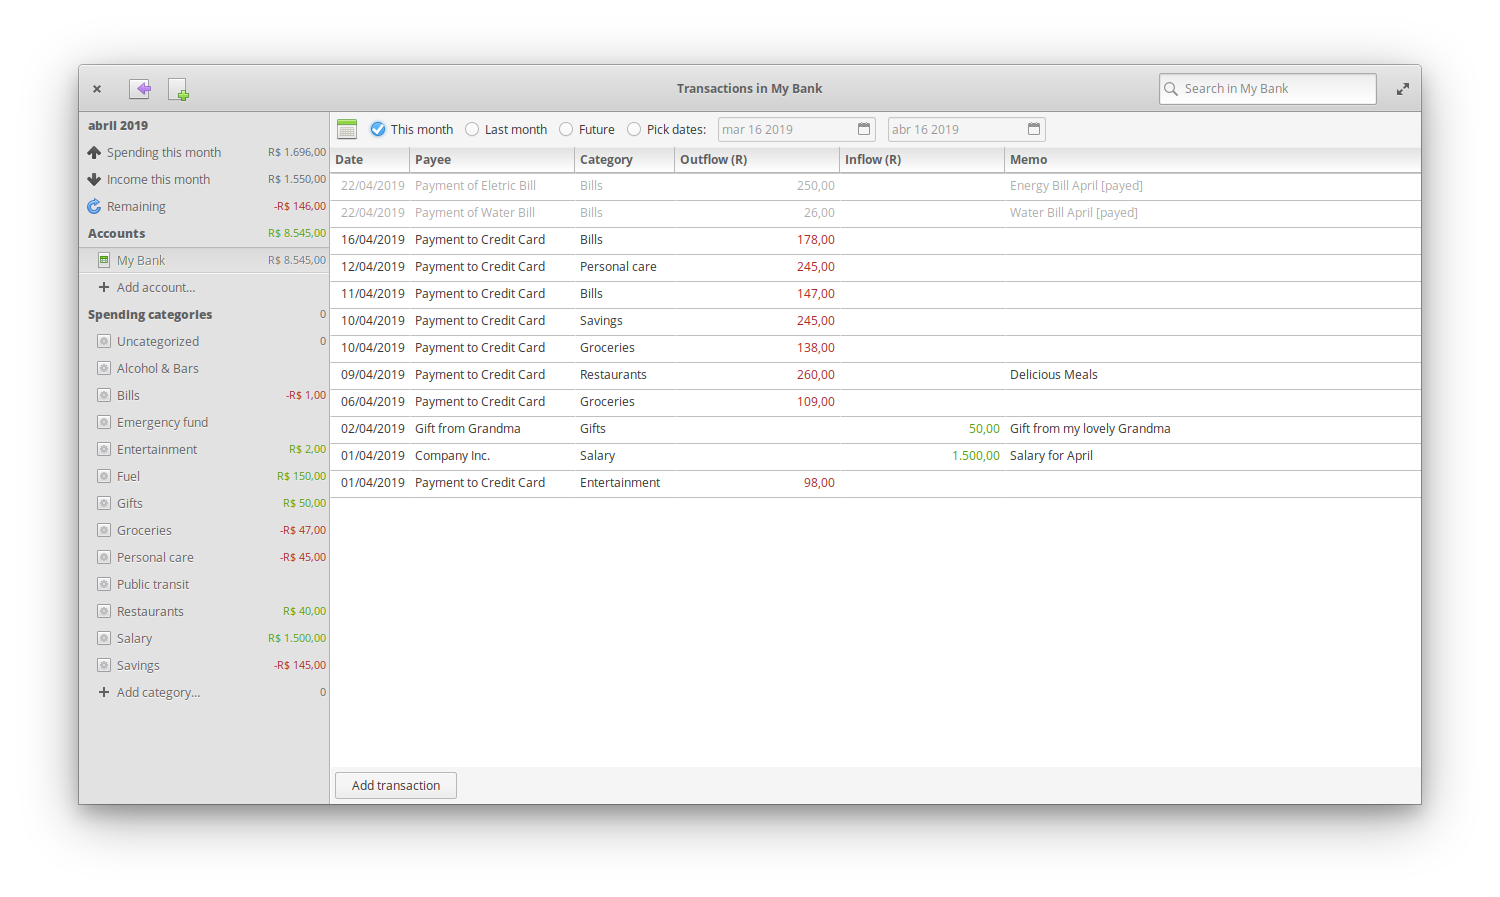 Transactions in My Bank
Search in My Bank
abril 2019
Spending this month R$ 1.696,00
Income this month R$ 1.550,00
Remaining -R$ 146,00
Accounts R$ 8.545,00
My Bank R$ 8.545,00
Add account...
Spending categories 0
Uncategorized 0
Alcohol & Bars
Bills -R$ 1,00
Emergency fund
Entertainment R$ 2,00
Fuel R$ 150,00
Gifts R$ 50,00
Groceries -R$ 47,00
Personal care -R$ 45,00
Public transit
Restaurants R$ 40,00
Salary R$ 1.500,00
Savings -R$ 145,00
Add category... 0
This month Last month Future Pick dates: mar 16 2019 abr 16 2019
Date Payee Category Outflow (R) Inflow (R) Memo
22/04/2019 Payment of Eletric Bill Bills 250,00 Energy Bill April [payed]
22/04/2019 Payment of Water Bill Bills 26,00 Water Bill April [payed]
16/04/2019 Payment to Credit Card Bills 178,00
12/04/2019 Payment to Credit Card Personal care 245,00
11/04/2019 Payment to Credit Card Bills 147,00
10/04/2019 Payment to Credit Card Savings 245,00
10/04/2019 Payment to Credit Card Groceries 138,00
09/04/2019 Payment to Credit Card Restaurants 260,00 Delicious Meals
06/04/2019 Payment to Credit Card Groceries 109,00
02/04/2019 Gift from Grandma Gifts 50,00 Gift from my lovely Grandma
01/04/2019 Company Inc. Salary 1.500,00 Salary for April
01/04/2019 Payment to Credit Card Entertainment 98,00
Add transaction